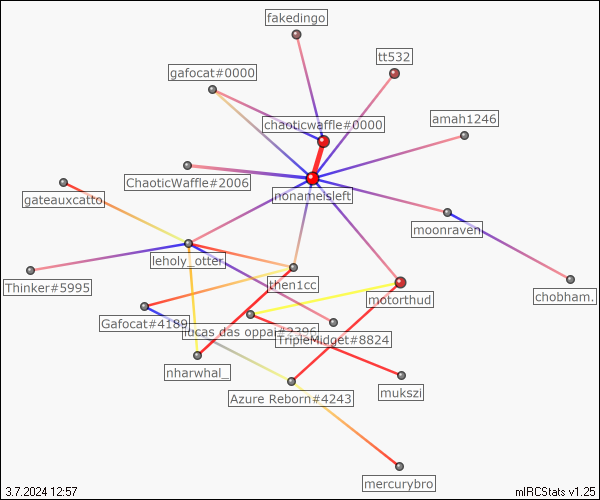 fakedingo
tt532
gafocat#0000
amah1246
chaoticwaffle#0000
ChaoticWaffle#2006
nonameisleft
gateauxcatto
moonraven
leholy_otter
Thinker#5995
then1cc
chobham.
motorthud
Gafocat#4189
lucas das oppai#2396
TripleMidget#8824
nharwhal_
mukszi
Azure Reborn#4243
mercurybro
3.7.2024 12:57
mIRCStats v1.25